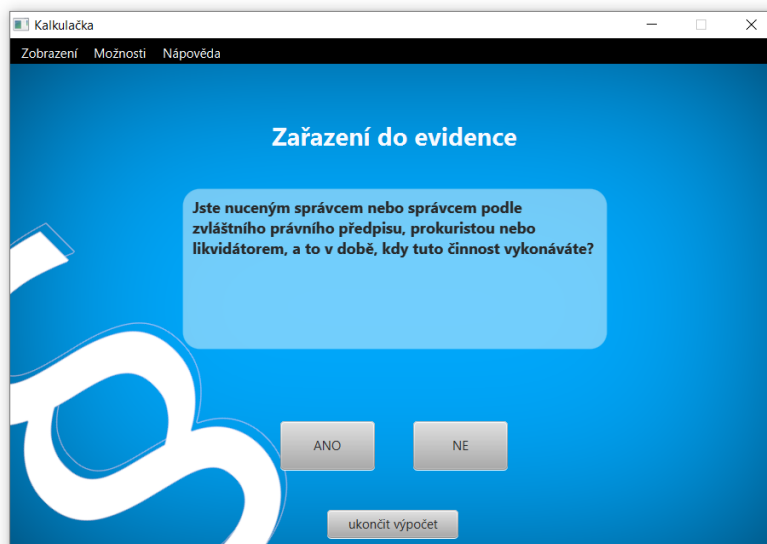 Kalkulačka
Zobrazení Možnosti Nápověda
Zařazení do evidence
Jste nuceným správcem nebo správcem podle
zvláštního právního předpisu, prokuristou nebo
likvidátorem, a to v době, kdy tuto činnost vykonáváte?
ANO NE
ukončit výpočet